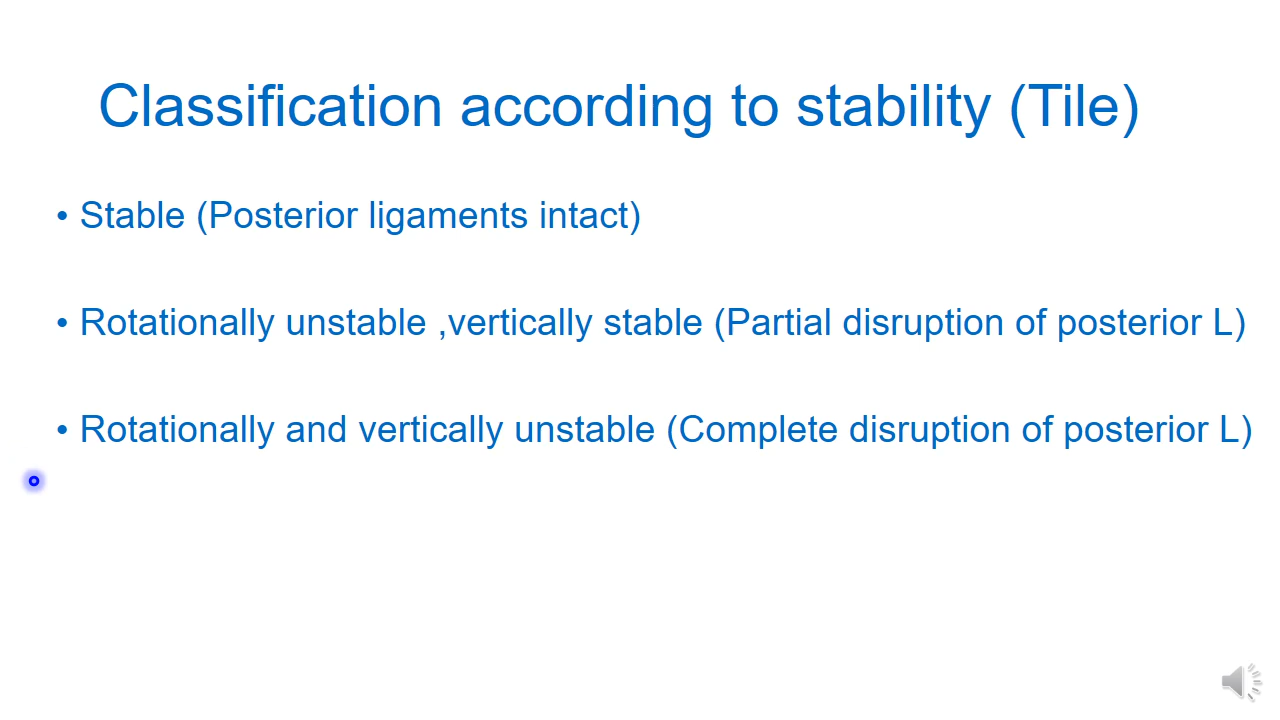 Classification according to stability (Tile)
• Stable (Posterior ligaments intact)
• Rotationally unstable ,vertically stable (Partial disruption of posterior L)
• Rotationally and vertically unstable (Complete disruption of posterior L)